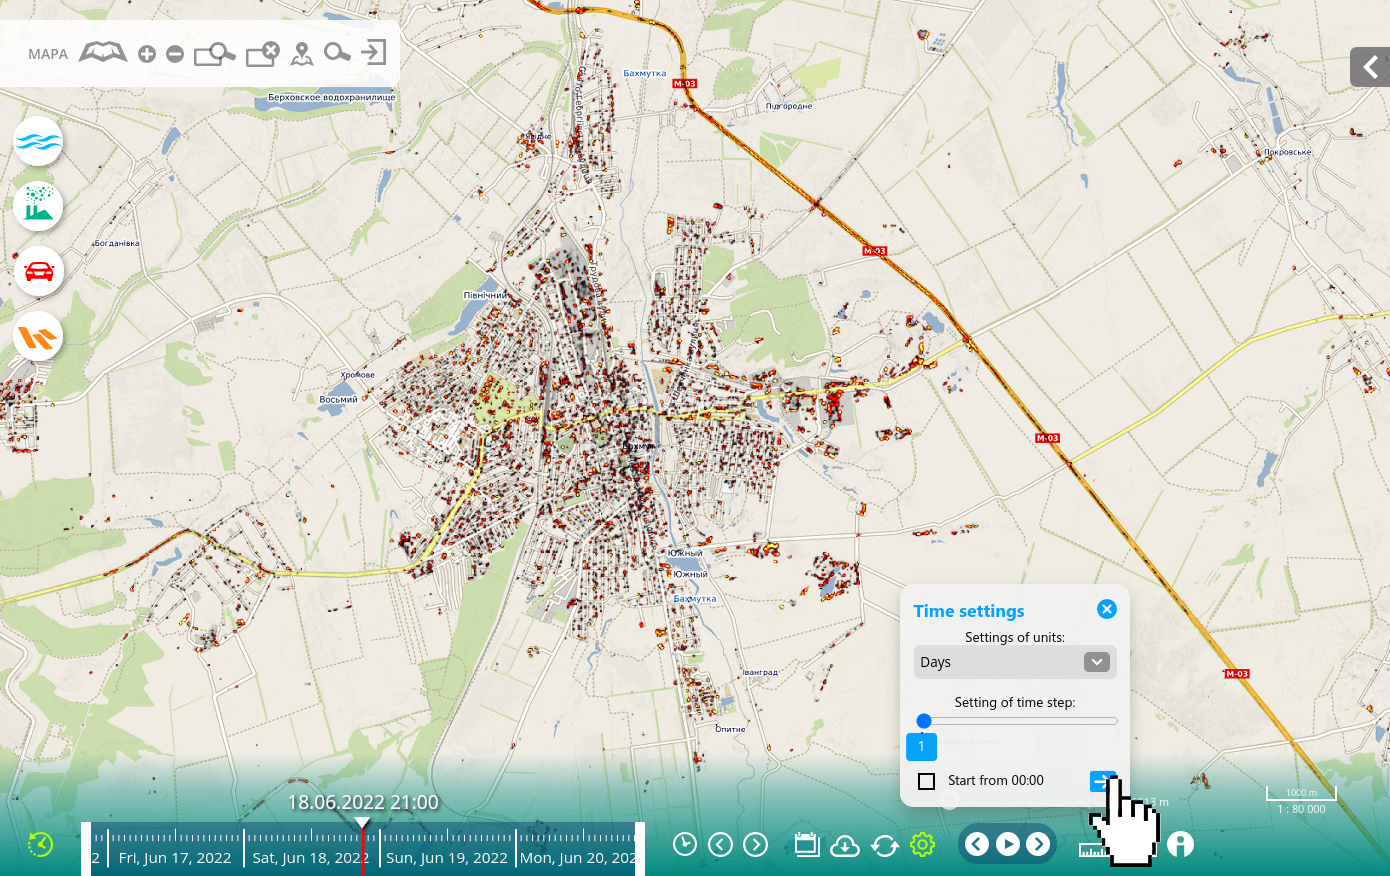 МАРА
Бахмутка
М-03
Берховское водохранилище
Підгородне
Ягідне
Покровське
Богданівка
М-03
Північний
Хромове
Восьмий
М-03
Южный
Южный
Бахмутка
Іванград
М-03
Опитне
Time settings
Settings of units:
Days
Setting of time step:
1
Start from 00:00
18.06.2022 21:00
1000 m
1 : 80 000
2
Fri, Jun 17, 2022
Sat, Jun 18, 2022
Sun, Jun 19, 2022
Mon, Jun 20, 202